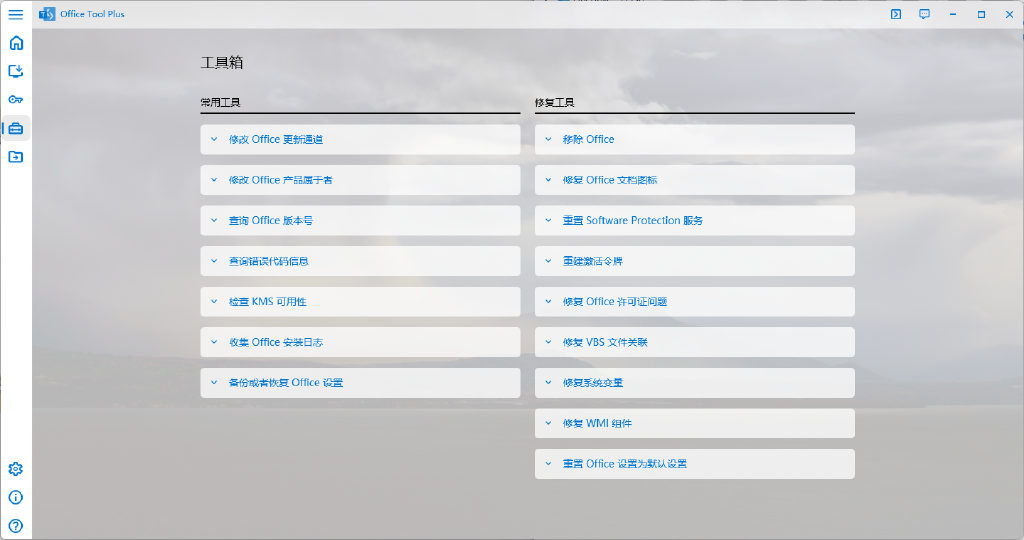 Office Tool Plus
工具箱
常用工具
修改 Office 更新通道
修改 Office 产品属于者
查询 Office 版本号
查询错误代码信息
检查 KMS 可用性
收集 Office 安装日志
备份或者恢复 Office 设置
修复工具
移除 Office
修复 Office 文档图标
重置 Software Protection 服务
重建激活令牌
修复 Office 许可证问题
修复 VBS 文件关联
修复系统变量
修复 WMI 组件
重置 Office 设置为默认设置